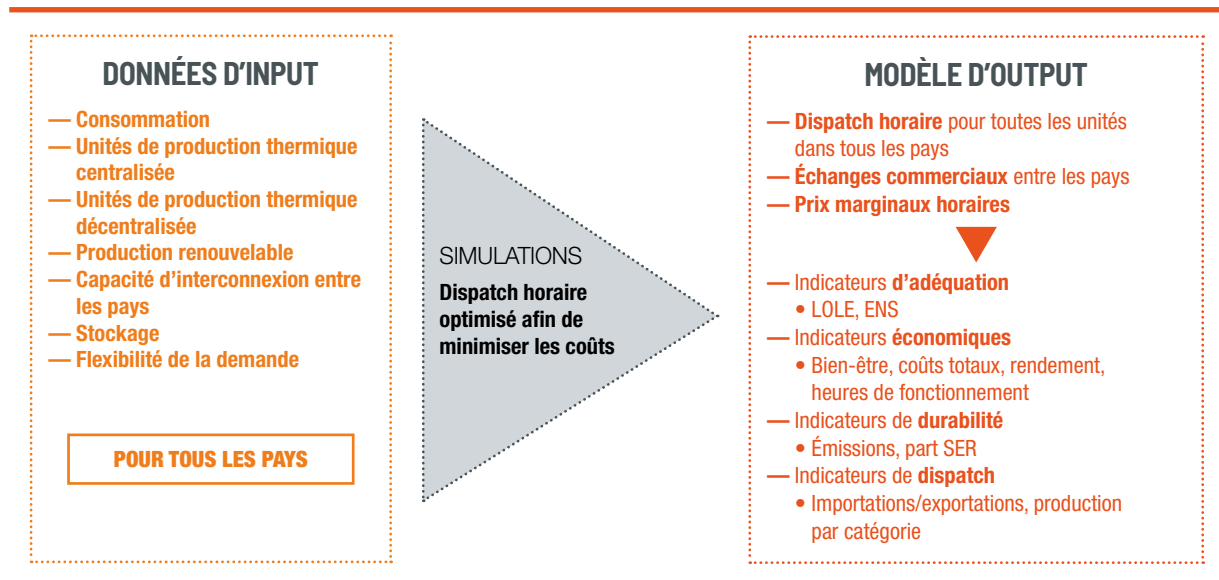 DONNÉES D'INPUT
— Consommation
— Unités de production thermique
centralisée
— Unités de production thermique
décentralisée
— Production renouvelable
— Capacité d'interconnexion entre
les pays
— Stockage
— Flexibilité de la demande
POUR TOUS LES PAYS
SIMULATIONS
Dispatch horaire
optimisé afin de
minimiser les coûts
MODÈLE D'OUTPUT
— Dispatch horaire pour toutes les unités
dans tous les pays
— Échanges commerciaux entre les pays
— Prix marginaux horaires
— Indicateurs d'adéquation
• LOLE, ENS
— Indicateurs économiques
• Bien-être, coûts totaux, rendement,
heures de fonctionnement
— Indicateurs de durabilité
• Émissions, part SER
— Indicateurs de dispatch
• Importations/exportations, production
par catégorie